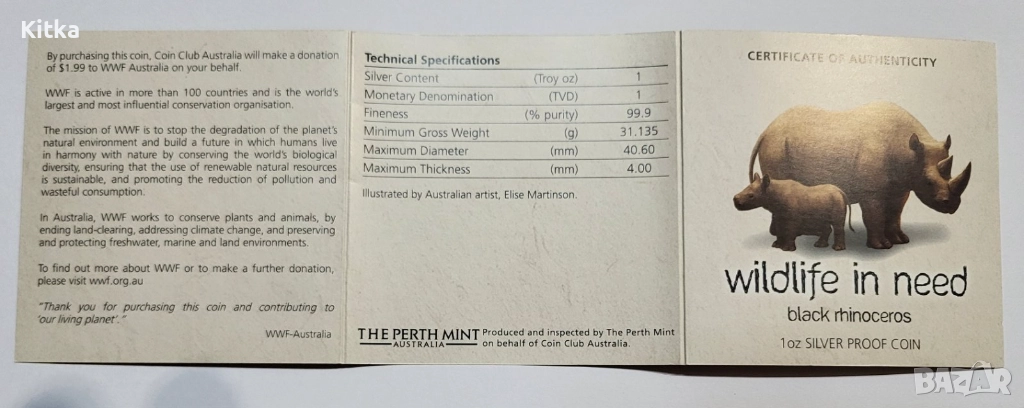 Kitka
By purchasing this coin, Coin Club Australia will make a donation
of $1.99 to WWF Australia on your behalf.
WWF is active in more than 100 countries and is the world's
largest and most influential conservation organisation.
The mission of WWF is to stop the degradation of the planet's
natural environment and build a future in which humans live
in harmony with nature by conserving the world's biological
diversity, ensuring that the use of renewable natural resources
is sustainable, and promoting the reduction of pollution and
wasteful consumption.
In Australia, WWF works to conserve plants and animals, by
ending land-clearing, addressing climate change, and preserving
and protecting freshwater, marine and land environments.
To find out more about WWF or to make a further donation,
please visit wwf.org.au
"Thank you for purchasing this coin and contributing to
'our living planet'."
WWF-Australia
Technical Specifications
Silver Content (Troy oz) 1
Monetary Denomination (TVD) 1
Fineness (% purity) 99.9
Minimum Gross Weight (g) 31.135
Maximum Diameter (mm) 40.60
Maximum Thickness (mm) 4.00
Illustrated by Australian artist, Elise Martinson.
THE PERTH MINT
AUSTRALIA
Produced and inspected by The Perth Mint
on behalf of Coin Club Australia.
CERTIFICATE OF AUTHENTICITY
wildlife in need
black rhinoceros
1oz SILVER PROOF COIN
BAZAR